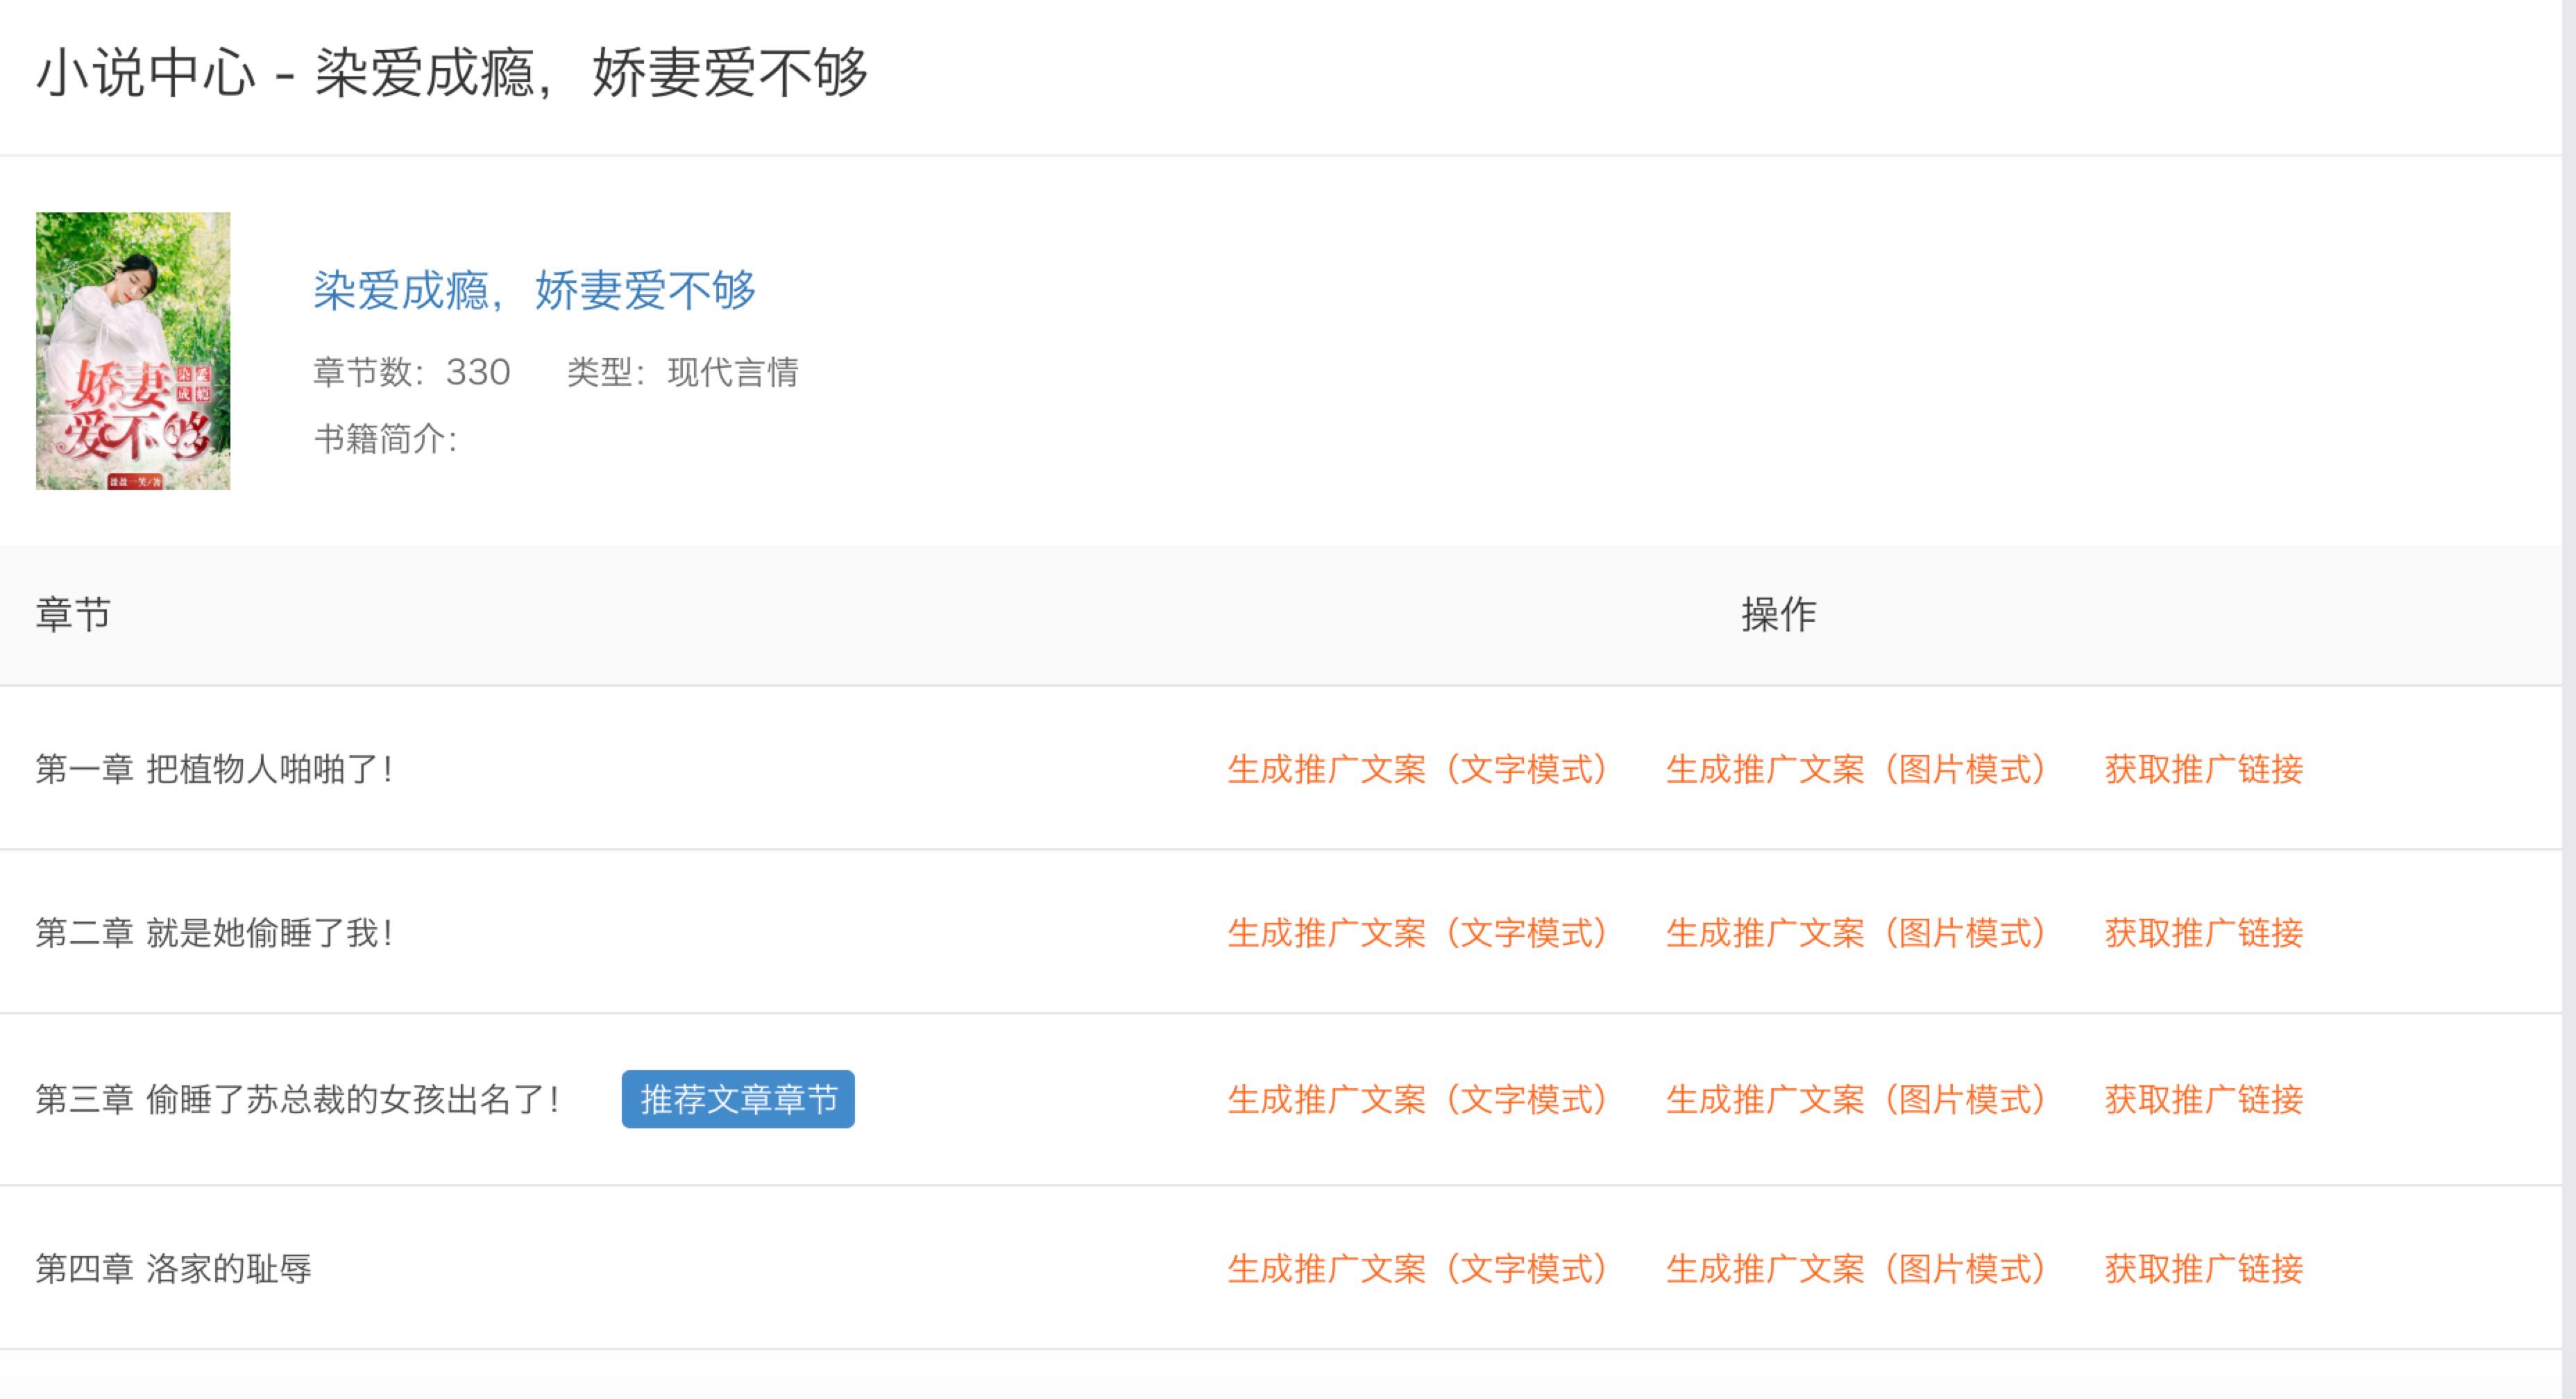 小说中心 - 染爱成瘾，娇妻爱不够
染爱成瘾，娇妻爱不够
章节数：330 类型：现代言情
书籍简介：
娇妻
染爱成瘾
爱不够
盈盈一笑/著
章节 操作
第一章 把植物人啪啪了！ 生成推广文案（文字模式） 生成推广文案（图片模式） 获取推广链接
第二章 就是她偷睡了我！ 生成推广文案（文字模式） 生成推广文案（图片模式） 获取推广链接
第三章 偷睡了苏总裁的女孩出名了！ 推荐文章章节 生成推广文案（文字模式） 生成推广文案（图片模式） 获取推广链接
第四章 洛家的耻辱 生成推广文案（文字模式） 生成推广文案（图片模式） 获取推广链接